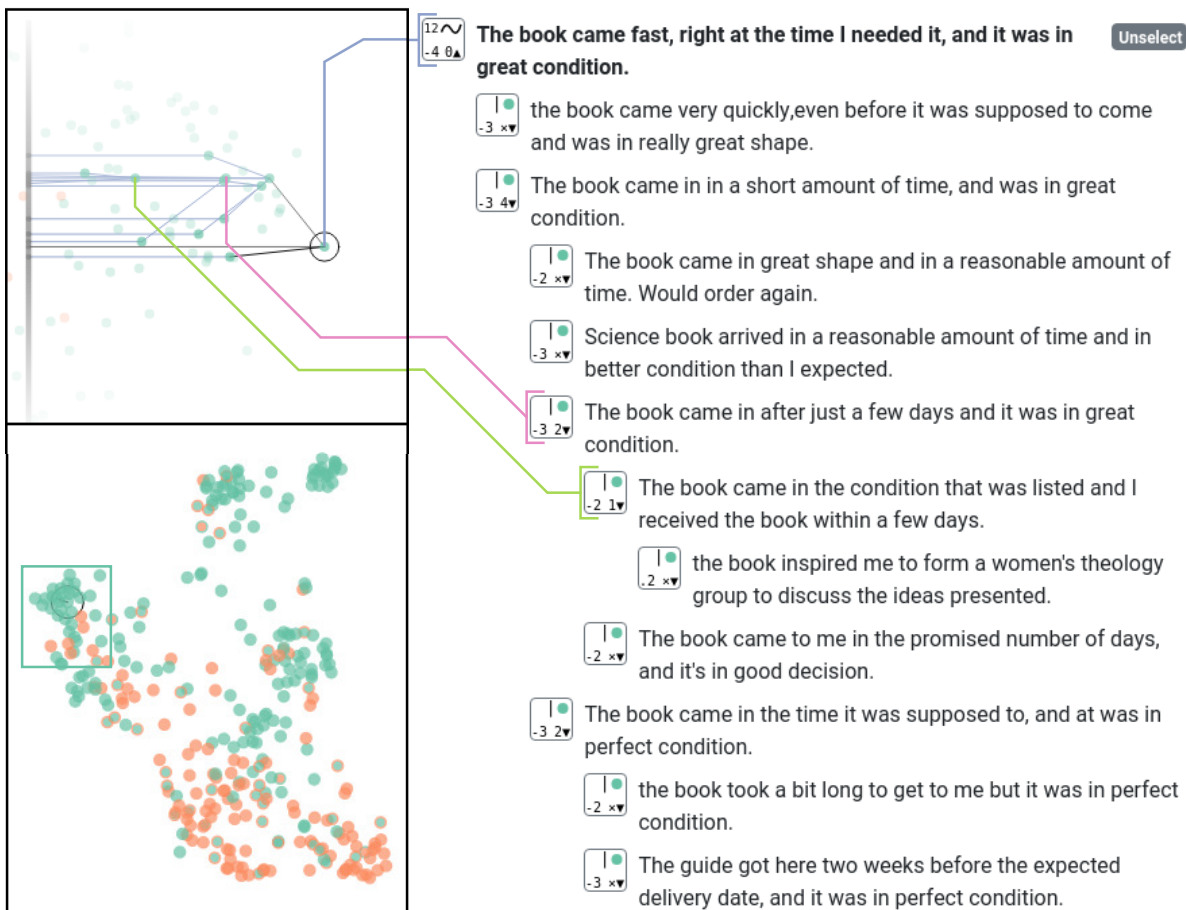 12
-4 0▲
The book came fast, right at the time I needed it, and it was in
great condition.
Unselect
-3 ×▼
the book came very quickly,even before it was supposed to come
and was in really great shape.
-3 4▼
The book came in in a short amount of time, and was in great
condition.
-2 ×▼
The book came in great shape and in a reasonable amount of
time. Would order again.
-3 ×▼
Science book arrived in a reasonable amount of time and in
better condition than I expected.
-3 2▼
The book came in after just a few days and it was in great
condition.
-2 1▼
The book came in the condition that was listed and I
received the book within a few days.
.2 ×▼
the book inspired me to form a women's theology
group to discuss the ideas presented.
-2 ×▼
The book came to me in the promised number of days,
and it's in good decision.
-3 2▼
The book came in the time it was supposed to, and at was in
perfect condition.
-2 ×▼
the book took a bit long to get to me but it was in perfect
condition.
-3 ×▼
The guide got here two weeks before the expected
delivery date, and it was in perfect condition.